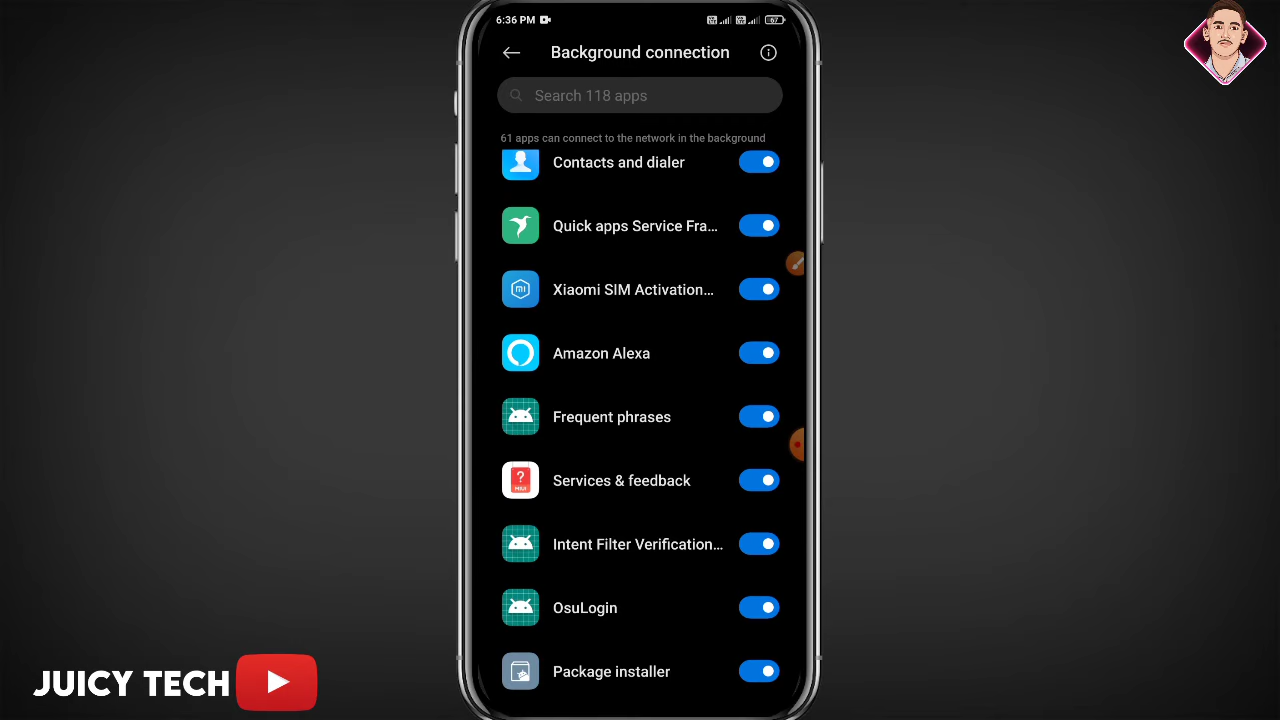 6:36 PM
67
Background connection
Search 118 apps
61 apps can connect to the network in the background
Contacts and dialer
Quick apps Service Fra...
Xiaomi SIM Activation...
mi
Amazon Alexa
Frequent phrases
Services & feedback
Intent Filter Verification...
OsuLogin
Package installer
JUICY TECH